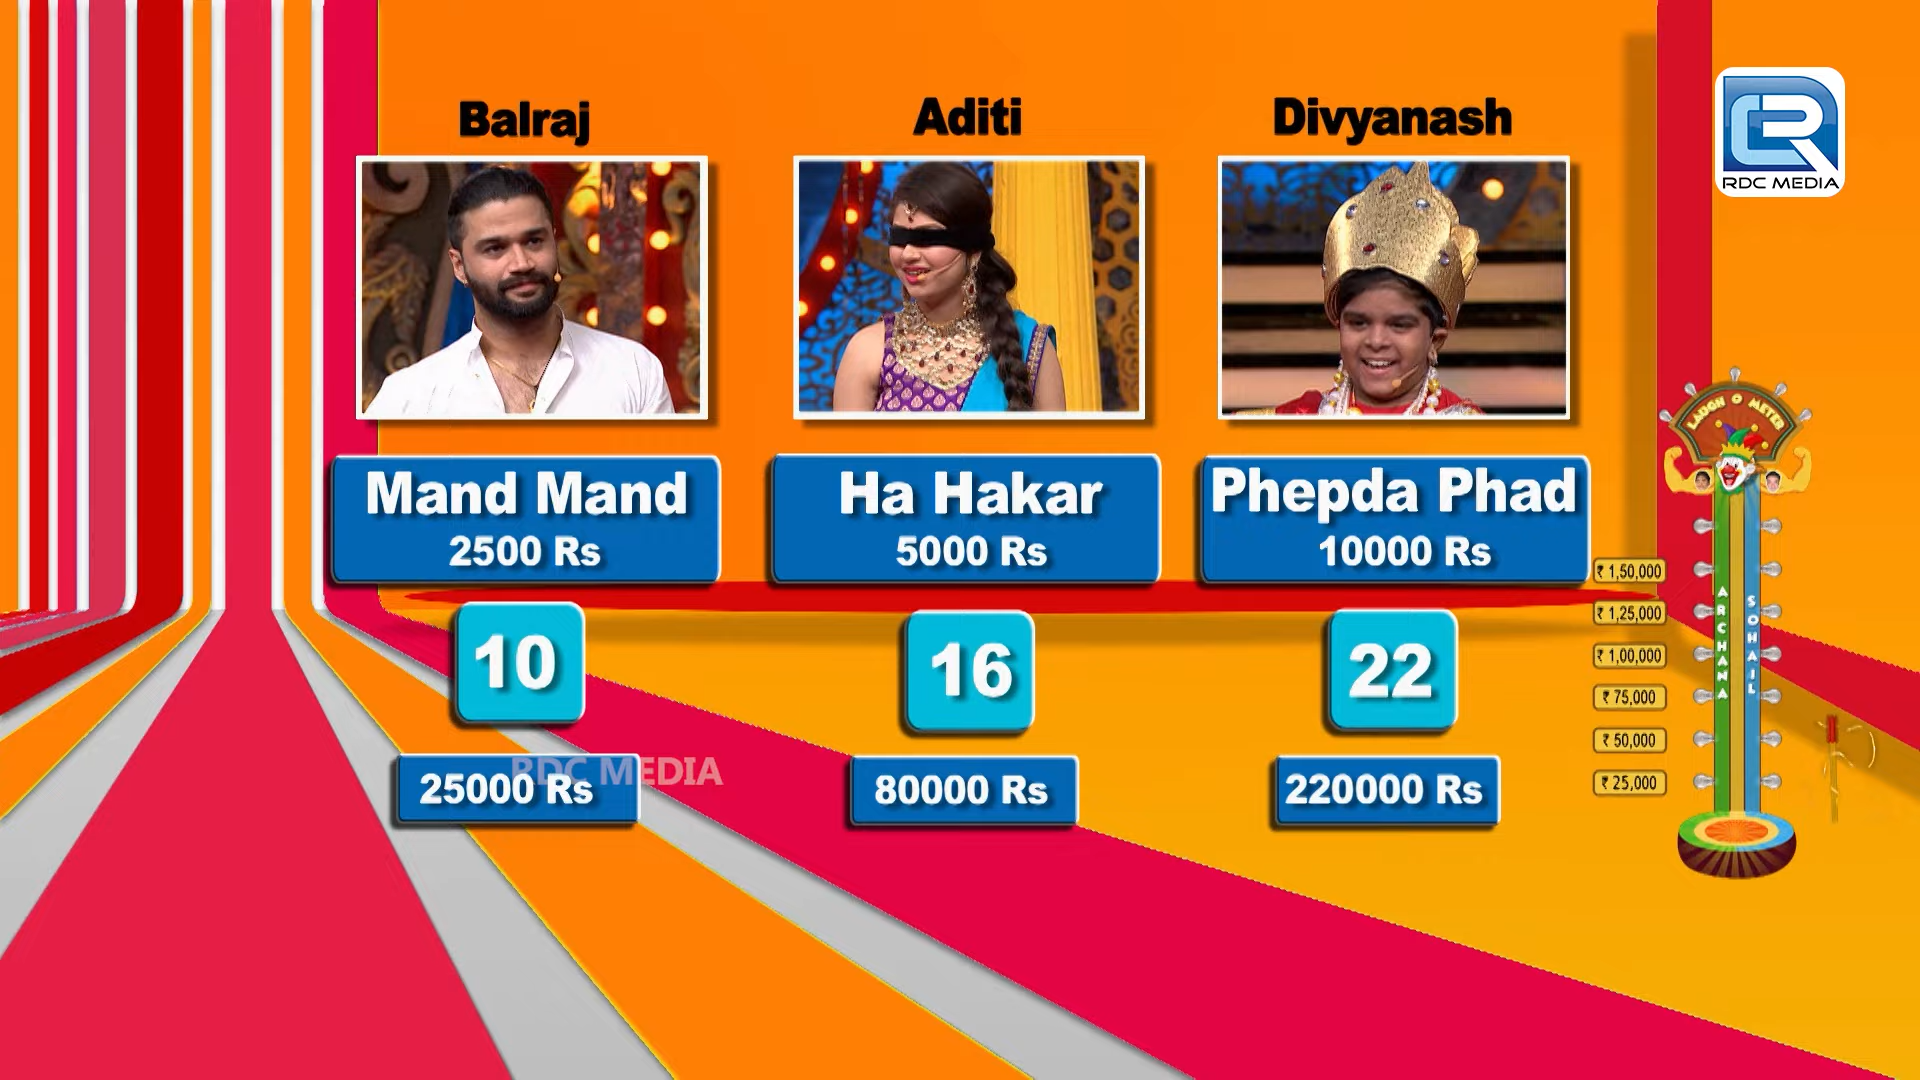 Balraj
Aditi
Divyanash
RDC MEDIA
Mand Mand
2500 Rs
Ha Hakar
5000 Rs
Phepda Phad
10000 Rs
10
16
22
25000 Rs
80000 Rs
220000 Rs
RDC MEDIA
LAUGH O METER
ARCHANA
SOHAIL
₹ 1,50,000
₹ 1,25,000
₹ 1,00,000
₹ 75,000
₹ 50,000
₹ 25,000